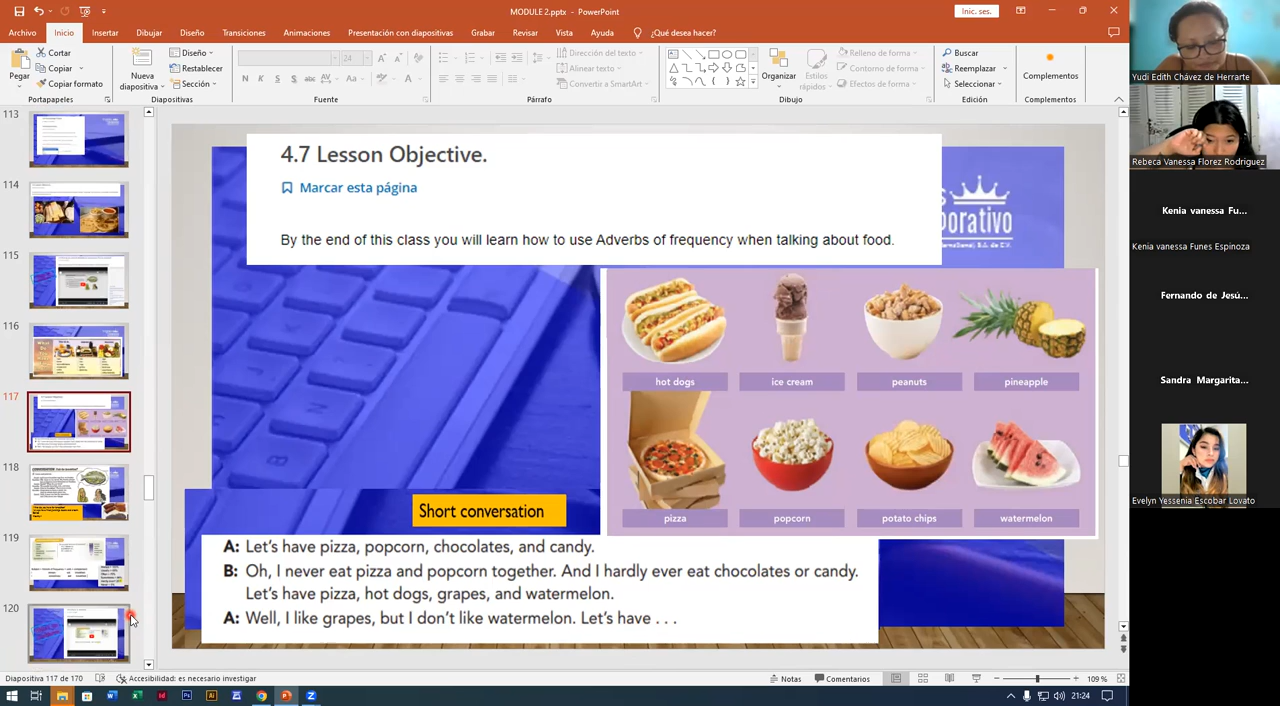 MODULE 2.pptx - PowerPoint
Inic. ses.
Archivo Inicio Insertar Dibujar Diseño Transiciones Animaciones Presentación con diapositivas Grabar Revisar Vista Ayuda ¿Qué desea hacer?
Pegar
Cortar
Copiar
Copiar formato
Portapapeles
Nueva diapositiva
Diseño
Restablecer
Sección
Diapositivas
24
N K S S abc AV Aa A
Fuente
Párrafo
Dirección del texto
Alinear texto
Convertir a SmartArt
Organizar
Estilos rápidos
Relleno de forma
Contorno de forma
Efectos de forma
Dibujo
Buscar
Reemplazar
Seleccionar
Edición
Complementos
Complementos
113
114
115
116
117
118
119
120
4.7 Lesson Objective.
Marcar esta página
By the end of this class you will learn how to use Adverbs of frequency when talking about food.
porativo
hot dogs
ice cream
peanuts
pineapple
pizza
popcorn
potato chips
watermelon
Short conversation
A: Let's have pizza, popcorn, chocolates, and candy.
B: Oh, I never eat pizza and popcorn together. And I hardly ever eat chocolates or candy.
Let's have pizza, hot dogs, grapes, and watermelon.
A: Well, I like grapes, but I don't like watermelon. Let's have . . .
Yudi Edith Chávez de Herrarte
Rebeca Vanessa Florez Rodriguez
Kenia vanessa Fu...
Kenia vanessa Funes Espinoza
Fernando de Jesú...
Sandra Margarita...
Evelyn Yessenia Escobar Lovato
Diapositiva 117 de 170
Accesibilidad: es necesario investigar
Notas
Comentarios
109 %
21:24